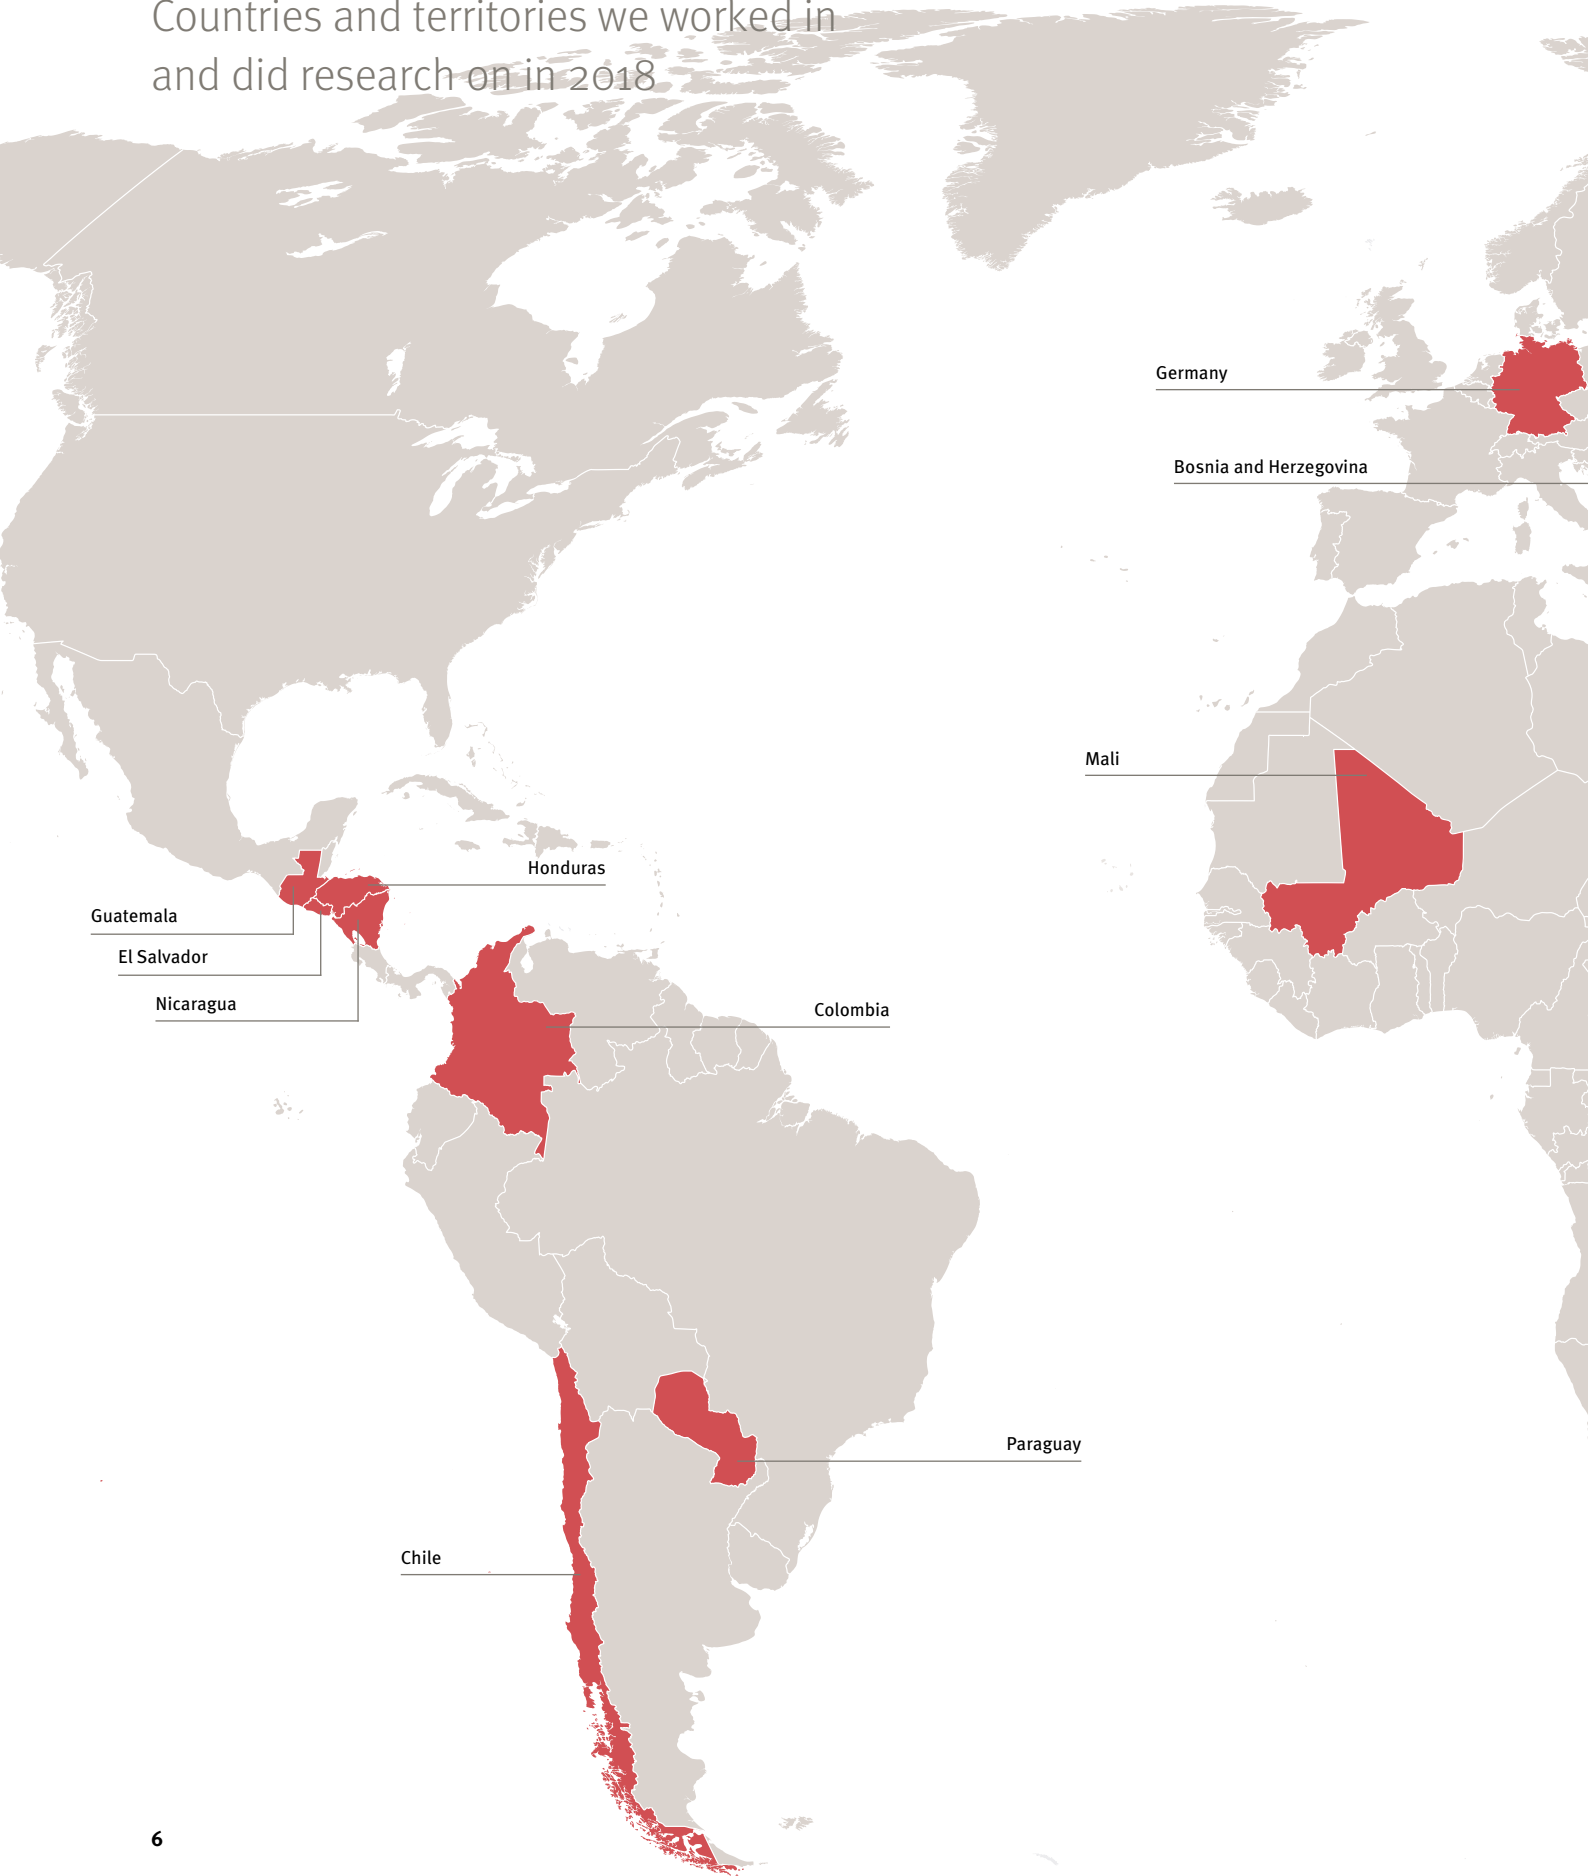 Countries and territories we worked in
and did research on in 2018
Germany
Bosnia and Herzegovina
Mali
Honduras
Guatemala
El Salvador
Nicaragua
Colombia
Paraguay
Chile
6